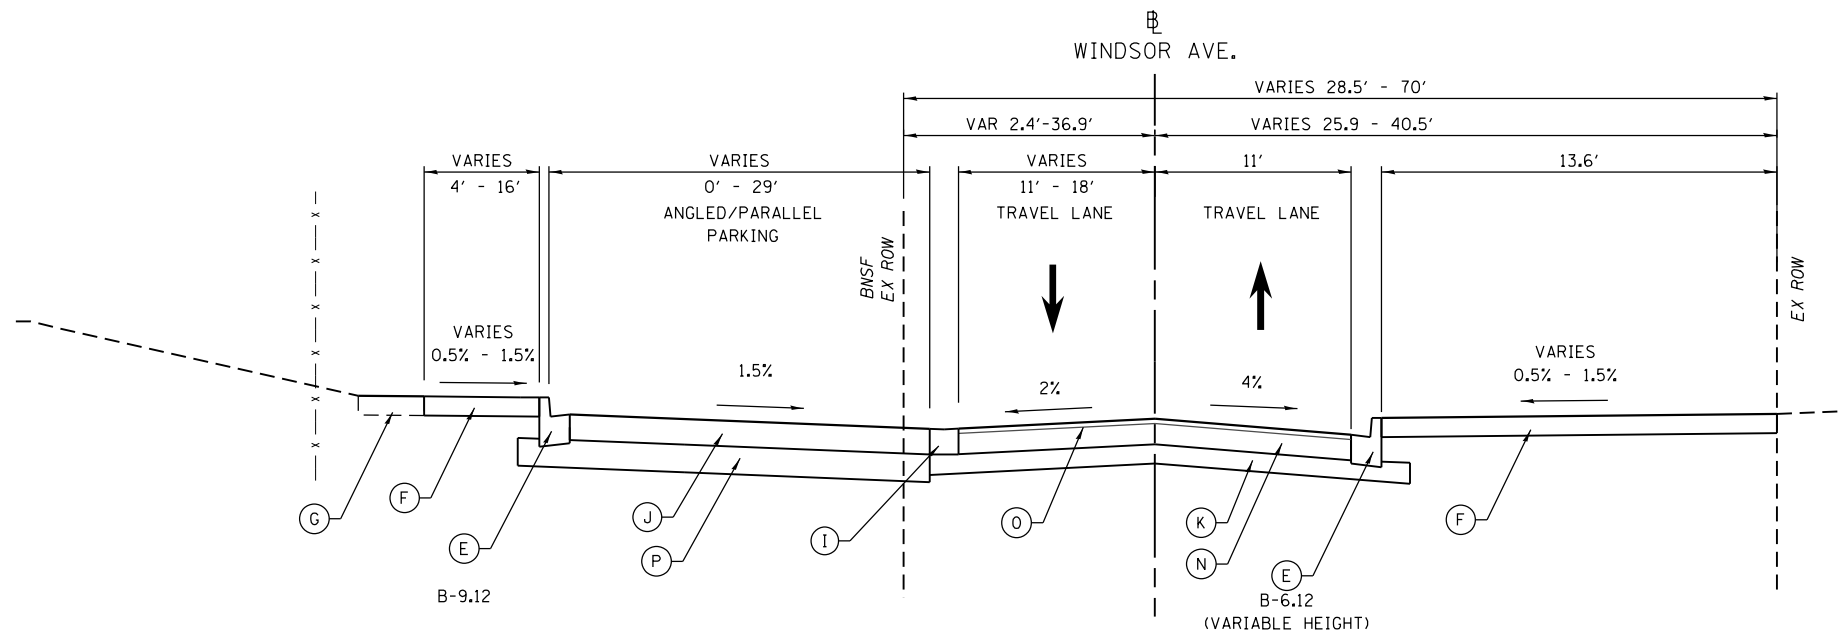 BL
WINDSOR AVE.
VARIES 28.5' - 70'
VAR 2.4'-36.9'
VARIES 25.9 - 40.5'
VARIES
4' - 16'
VARIES
0' - 29'
ANGLED/PARALLEL
PARKING
VARIES
11' - 18'
TRAVEL LANE
11'
TRAVEL LANE
13.6'
BNSF
EX ROW
EX ROW
VARIES
0.5% - 1.5%
1.5%
2%
4%
VARIES
0.5% - 1.5%
G
F
E
J
P
I
O
K
N
E
F
B-9.12
B-6.12
(VARIABLE HEIGHT)